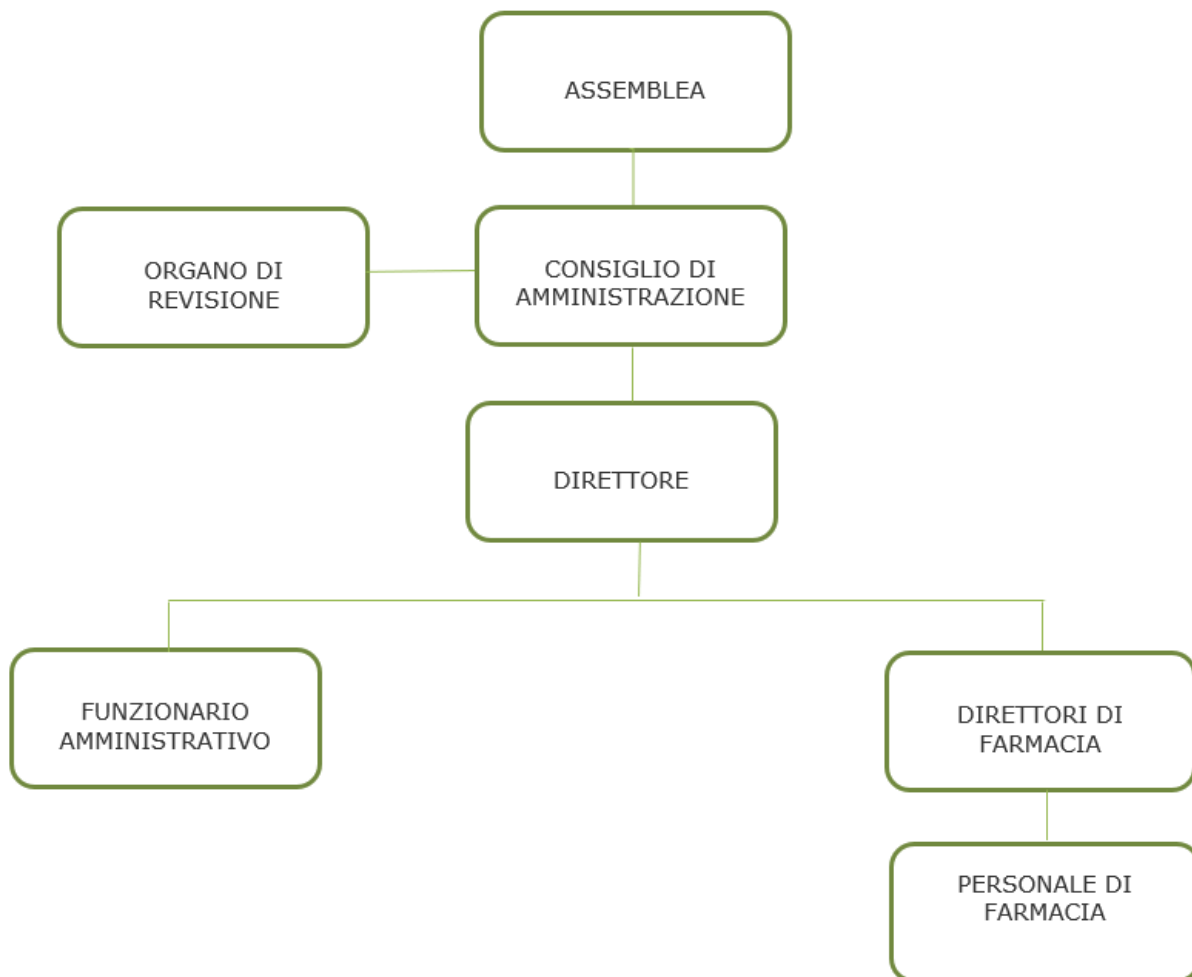 ASSEMBLEA
ORGANO DI
REVISIONE
CONSIGLIO DI
AMMINISTRAZIONE
DIRETTORE
FUNZIONARIO
AMMINISTRATIVO
DIRETTORI DI
FARMACIA
PERSONALE DI
FARMACIA